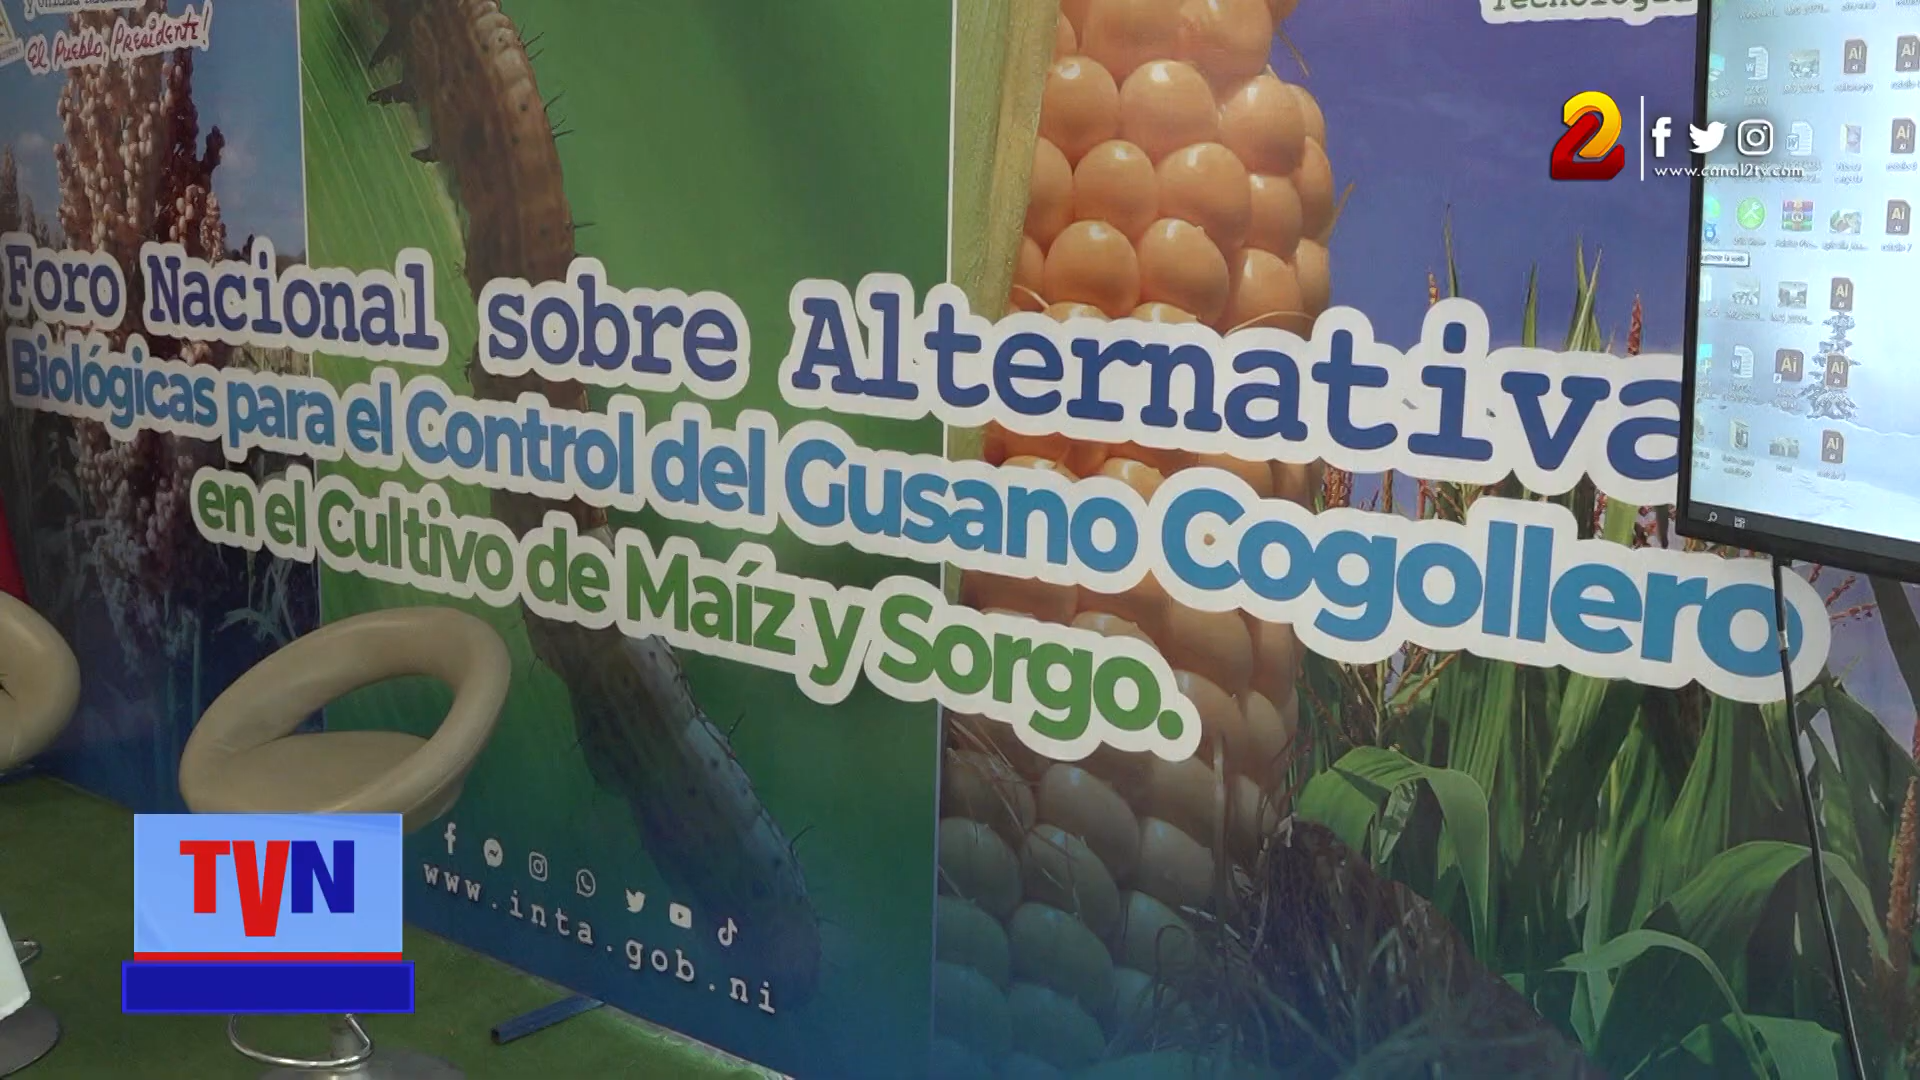 El Pueblo, Presidente!
2
www.canal2tv.com
Foro Nacional sobre Alternativa
Biológicas para el Control del Gusano Cogollero
en el Cultivo de Maíz y Sorgo.
TVN
www.inta.gob.ni